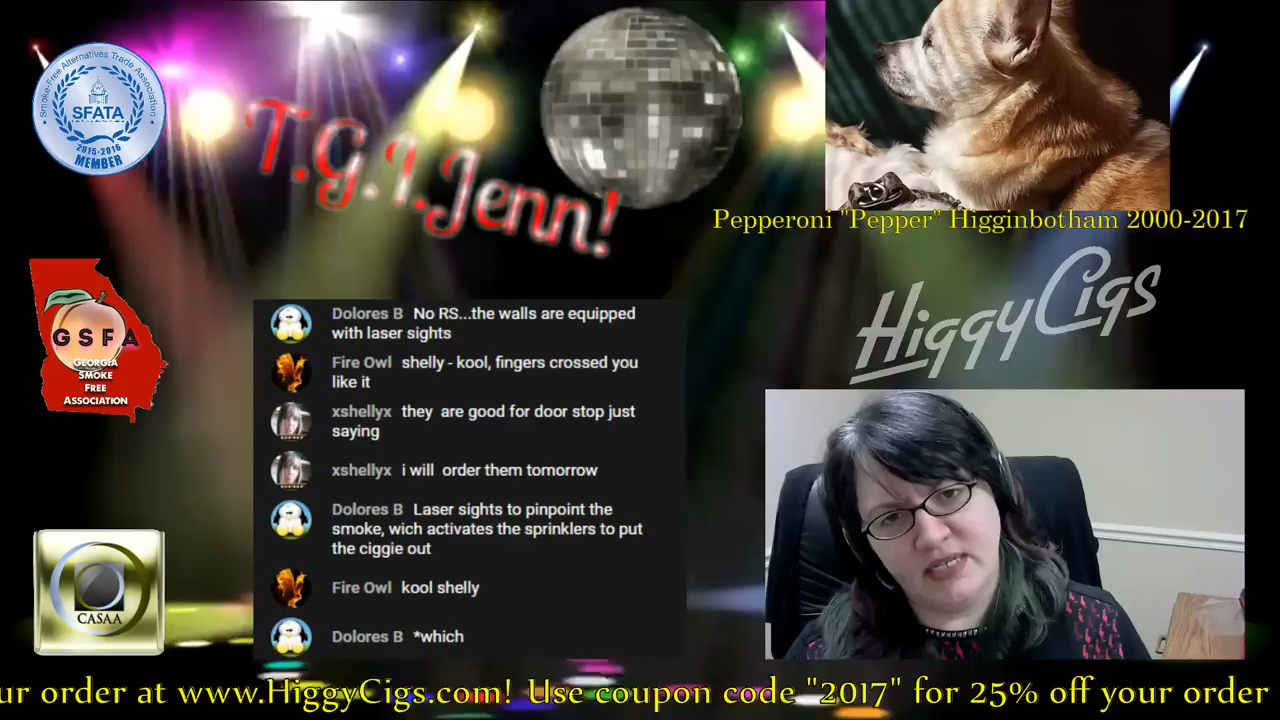 Smoke-Free Alternatives Trade Association
SFATA
2015-2016
MEMBER
T.G.I.Jenn!
Pepperoni "Pepper" Higginbotham 2000-2017
HiggyCigs
GSFA
GEORGIA
SMOKE
FREE
ASSOCIATION
Dolores B No RS...the walls are equipped
with laser sights
Fire Owl shelly - kool, fingers crossed you
like it
xshellyx they are good for door stop just
saying
xshellyx i will order them tomorrow
Dolores B Laser sights to pinpoint the
smoke, wich activates the sprinklers to put
the ciggie out
Fire Owl kool shelly
Dolores B *which
CASAA
ur order at www.HiggyCigs.com! Use coupon code "2017" for 25% off your order